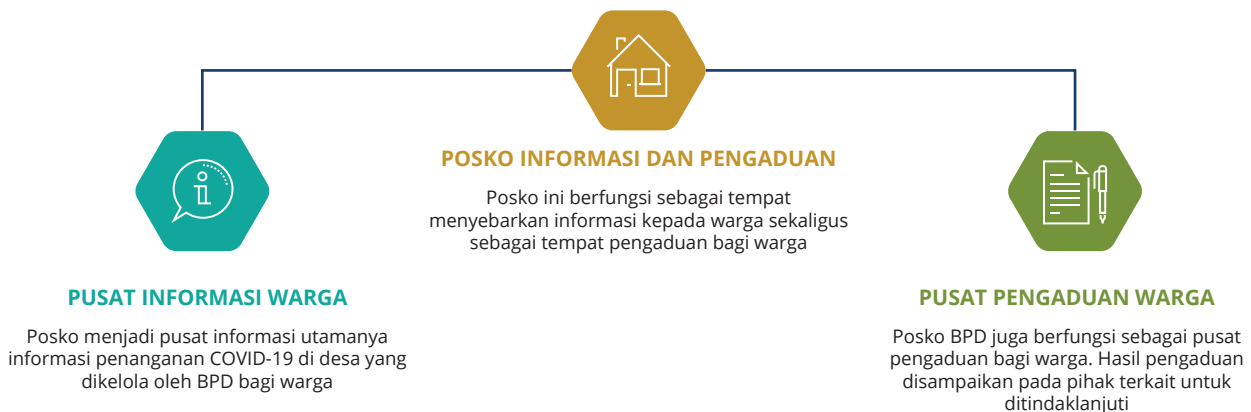 POSKO INFORMASI DAN PENGADUAN
Posko ini berfungsi sebagai tempat
menyebarkan informasi kepada warga sekaligus
sebagai tempat pengaduan bagi warga
PUSAT INFORMASI WARGA
Posko menjadi pusat informasi utamanya
informasi penanganan COVID-19 di desa yang
dikelola oleh BPD bagi warga
PUSAT PENGADUAN WARGA
Posko BPD juga berfungsi sebagai pusat
pengaduan bagi warga. Hasil pengaduan
disampaikan pada pihak terkait untuk
ditindaklanjuti